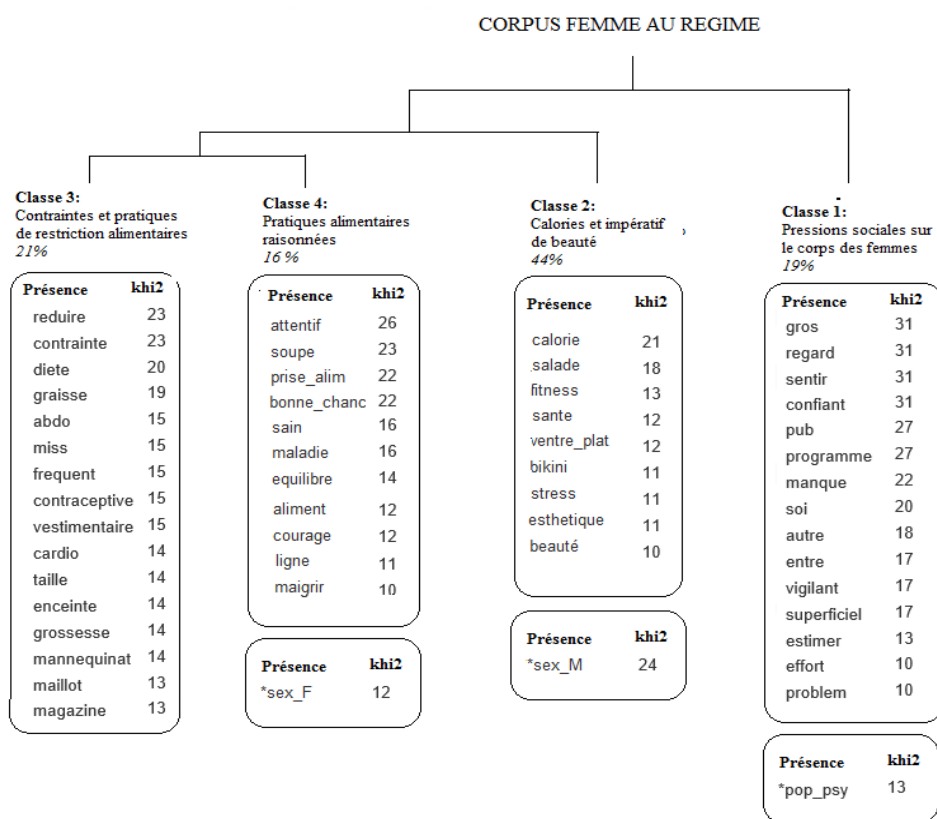 CORPUS FEMME AU REGIME
Classe 3:
Contraintes et pratiques
de restriction alimentaires
21%
Présence khi2
reduire 23
contrainte 23
diete 20
graisse 19
abdo 15
miss 15
frequent 15
contraceptive 15
vestimentaire 15
cardio 14
taille 14
enceinte 14
grossesse 14
mannequinat 14
maillot 13
magazine 13
Classe 4:
Pratiques alimentaires
raisonnées
16 %
Présence khi2
attentif 26
soupe 23
prise_alim 22
bonne_chanc 22
sain 16
maladie 16
equilibre 14
aliment 12
courage 12
ligne 11
maigrir 10
Présence khi2
*sex_F 12
Classe 2:
Calories et impératif
de beauté
44%
Présence khi2
calorie 21
salade 18
fitness 13
sante 12
ventre_plat 12
bikini 11
stress 11
esthetique 11
beauté 10
Présence khi2
*sex_M 24
Classe 1:
Pressions sociales sur
le corps des femmes
19%
Présence khi2
gros 31
regard 31
sentir 31
confiant 31
pub 27
programme 27
manque 22
soi 20
autre 18
entre 17
vigilant 17
superficiel 17
estimer 13
effort 10
problem 10
Présence khi2
*pop_psy 13